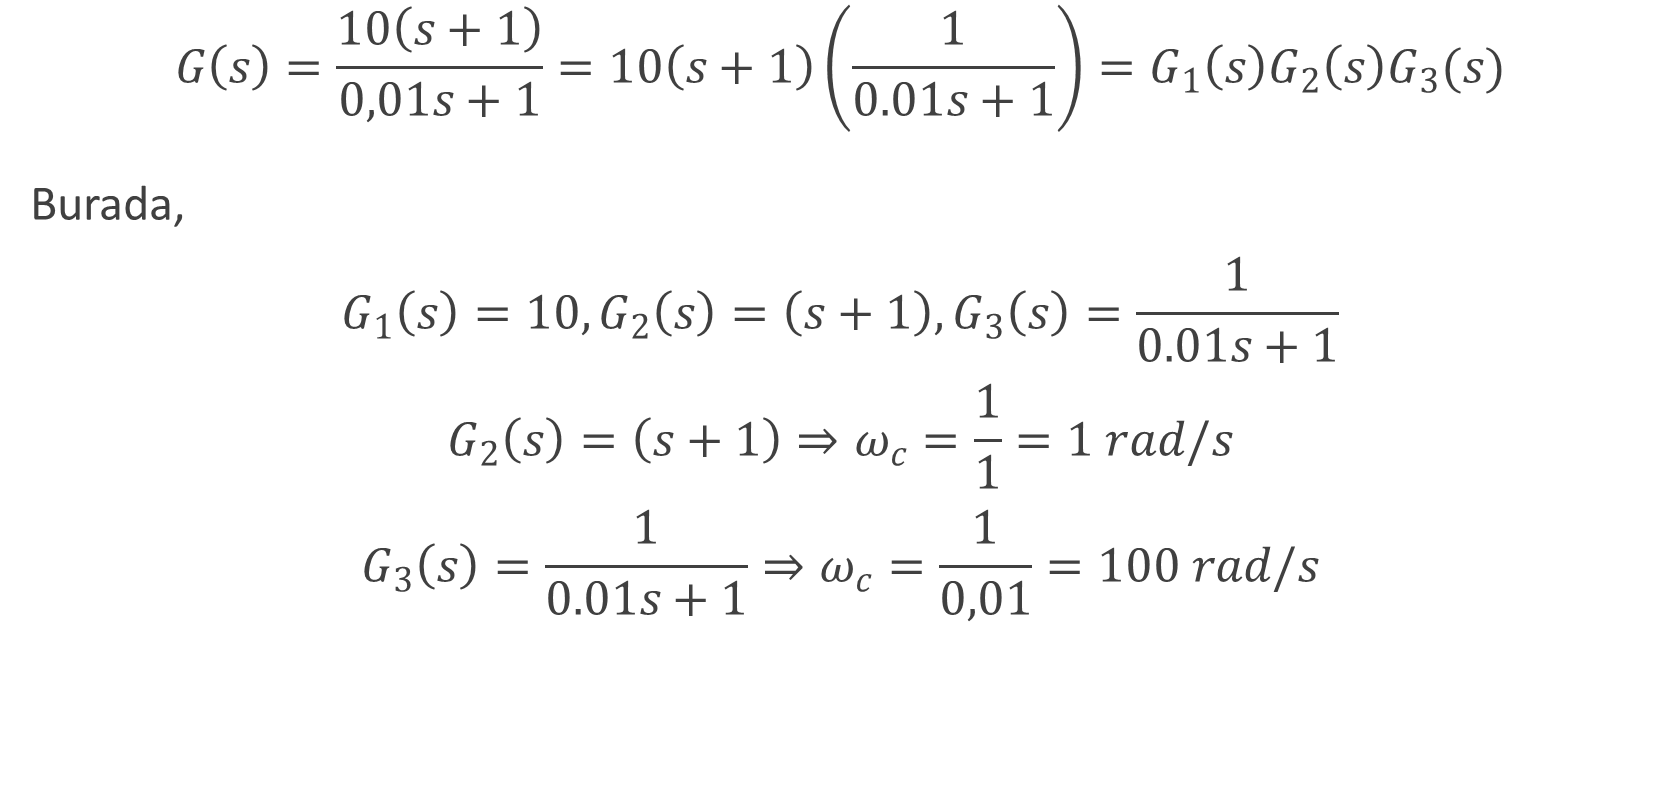 G(s) = 10(s + 1) / 0,01s + 1 = 10(s + 1) (1 / 0.01s + 1) = G₁(s)G₂(s)G₃(s)
Burada,
G₁(s) = 10, G₂(s) = (s + 1), G₃(s) = 1 / 0.01s + 1
G₂(s) = (s + 1) ⇒ ω_c = 1 / 1 = 1 rad/s
G₃(s) = 1 / 0.01s + 1 ⇒ ω_c = 1 / 0,01 = 100 rad/s